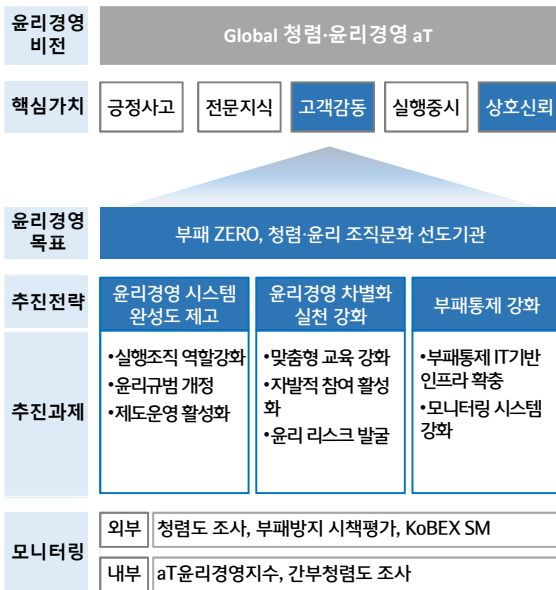 윤리경영
비전
Global 청렴·윤리경영 aT
핵심가치
긍정사고
전문지식
고객감동
실행중시
상호신뢰
윤리경영
목표
부패 ZERO, 청렴·윤리 조직문화 선도기관
추진전략
윤리경영 시스템
완성도 제고
윤리경영 차별화
실천 강화
부패통제 강화
추진과제
•실행조직 역할강화
•윤리규범 개정
•제도운영 활성화
•맞춤형 교육 강화
•자발적 참여 활성
화
•윤리 리스크 발굴
•부패통제 IT기반
인프라 확충
•모니터링 시스템
강화
모니터링
외부
청렴도 조사, 부패방지 시책평가, KoBEX SM
내부
aT윤리경영지수, 간부청렴도 조사